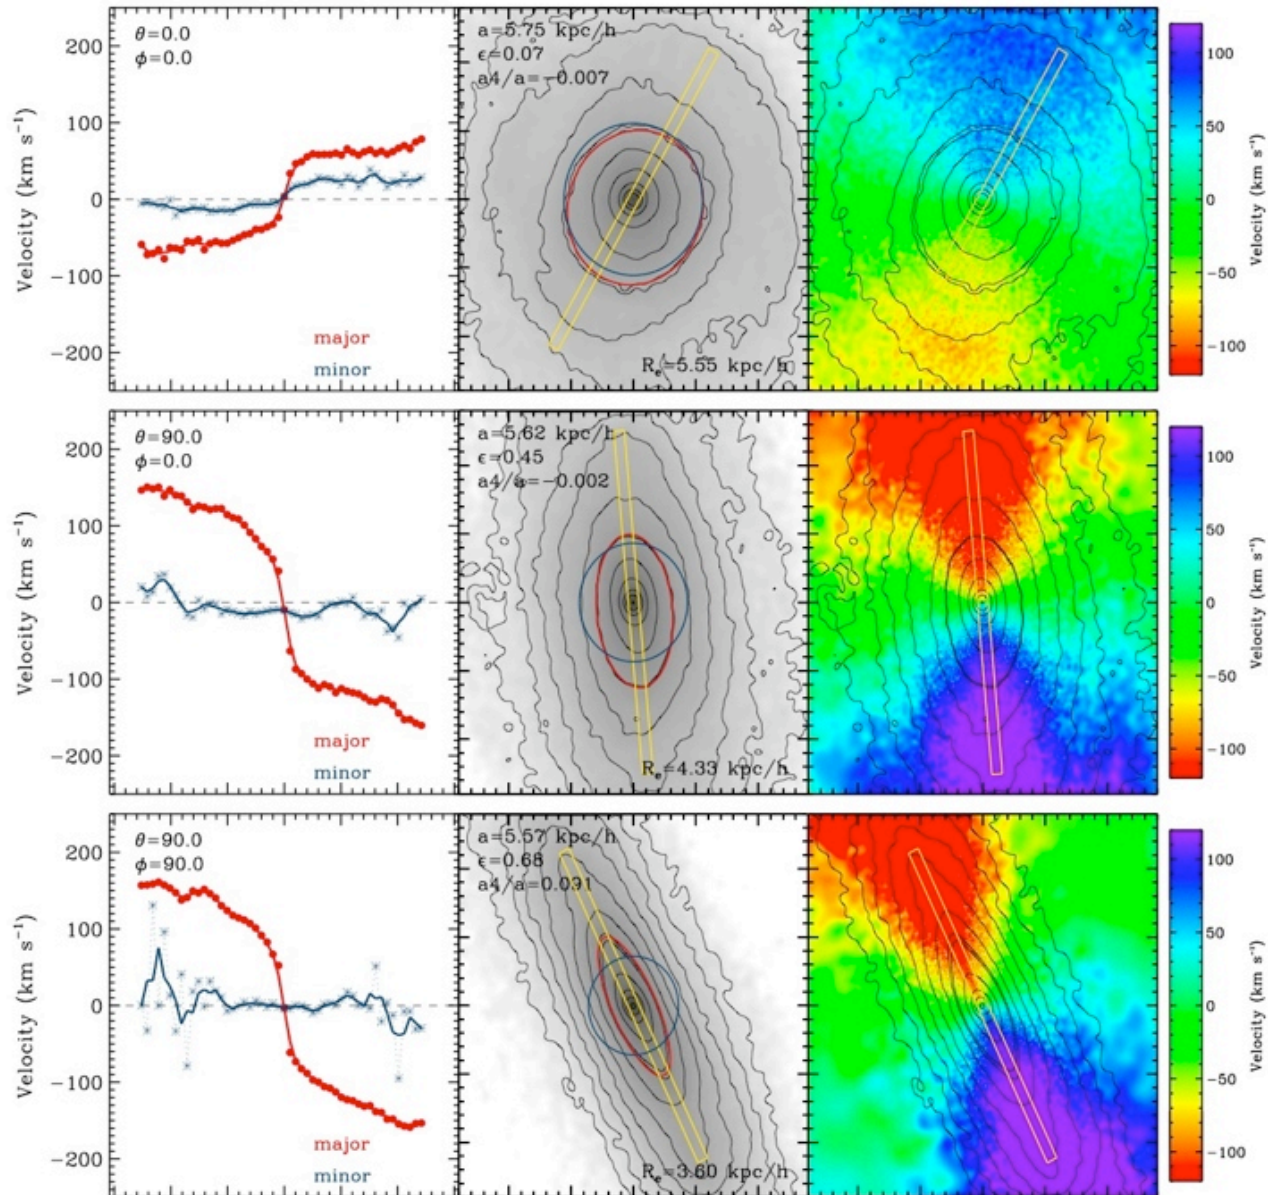 θ=0.0
φ=0.0
200
100
0
−100
−200
Velocity (km s⁻¹)
major
minor
a=5.75 kpc/h
ε=0.07
a4/a=−0.007
Rₑ=5.55 kpc/h
100
50
0
−50
−100
Velocity (km s⁻¹)
θ=90.0
φ=0.0
200
100
0
−100
−200
Velocity (km s⁻¹)
major
minor
a=5.62 kpc/h
ε=0.45
a4/a=−0.002
Rₑ=4.33 kpc/h
100
50
0
−50
−100
Velocity (km s⁻¹)
θ=90.0
φ=90.0
200
100
0
−100
−200
Velocity (km s⁻¹)
major
minor
a=5.57 kpc/h
ε=0.68
a4/a=0.091
Rₑ=3.60 kpc/h
100
50
0
−50
−100
Velocity (km s⁻¹)